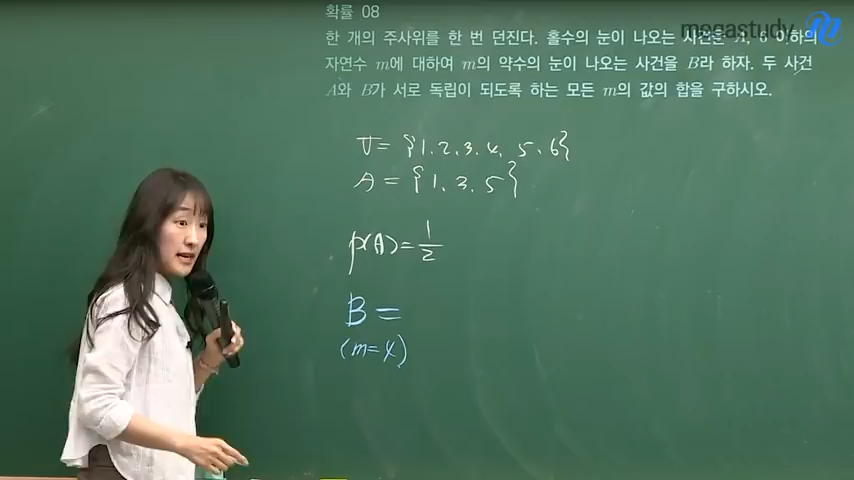 확률 08
megastudy
한 개의 주사위를 한 번 던진다. 홀수의 눈이 나오는 사건을 A, 6 이하의
자연수 m에 대하여 m의 약수의 눈이 나오는 사건을 B라 하자. 두 사건
A와 B가 서로 독립이 되도록 하는 모든 m의 값의 합을 구하시오.
U = {1, 2, 3, 4, 5, 6}
A = {1, 3, 5}
p(A) = 1/2
B =
(m=4)